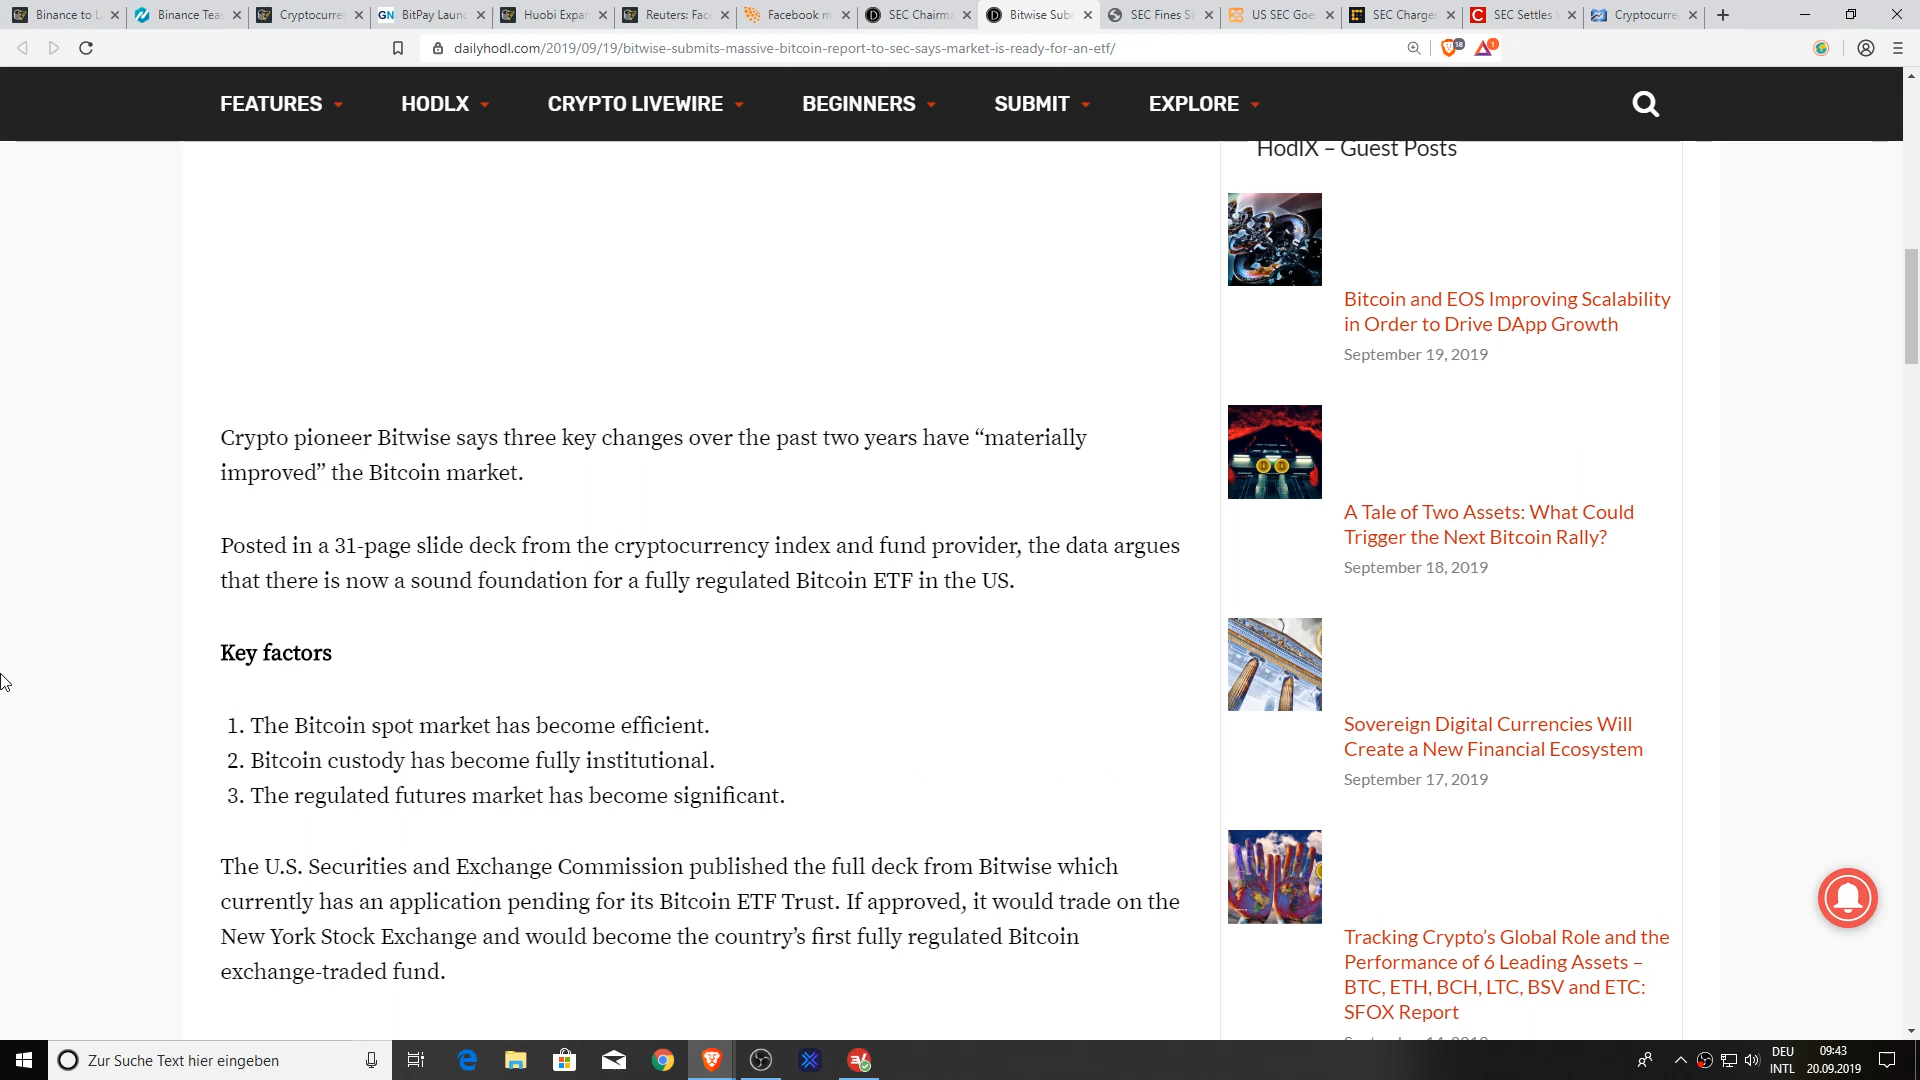 Binance to L
Binance Tea
Cryptocurre
GN BitPay Laun
Huobi Expa
Reuters: Fac
Facebook m
SEC Chairm
Bitwise Sub
SEC Fines Si
US SEC Goe
SEC Charge
SEC Settles
Cryptocurre
dailyhodl.com/2019/09/19/bitwise-submits-massive-bitcoin-report-to-sec-says-market-is-ready-for-an-etf/
18
1
FEATURES HODLX CRYPTO LIVEWIRE BEGINNERS SUBMIT EXPLORE
HodlX – Guest Posts
Bitcoin and EOS Improving Scalability
in Order to Drive DApp Growth
September 19, 2019
Crypto pioneer Bitwise says three key changes over the past two years have “materially
improved” the Bitcoin market.
Posted in a 31-page slide deck from the cryptocurrency index and fund provider, the data argues
that there is now a sound foundation for a fully regulated Bitcoin ETF in the US.
Key factors
1. The Bitcoin spot market has become efficient.
2. Bitcoin custody has become fully institutional.
3. The regulated futures market has become significant.
The U.S. Securities and Exchange Commission published the full deck from Bitwise which
currently has an application pending for its Bitcoin ETF Trust. If approved, it would trade on the
New York Stock Exchange and would become the country’s first fully regulated Bitcoin
exchange-traded fund.
A Tale of Two Assets: What Could
Trigger the Next Bitcoin Rally?
September 18, 2019
Sovereign Digital Currencies Will
Create a New Financial Ecosystem
September 17, 2019
Tracking Crypto’s Global Role and the
Performance of 6 Leading Assets –
BTC, ETH, BCH, LTC, BSV and ETC:
SFOX Report
Zur Suche Text hier eingeben
DEU
INTL
09:43
20.09.2019